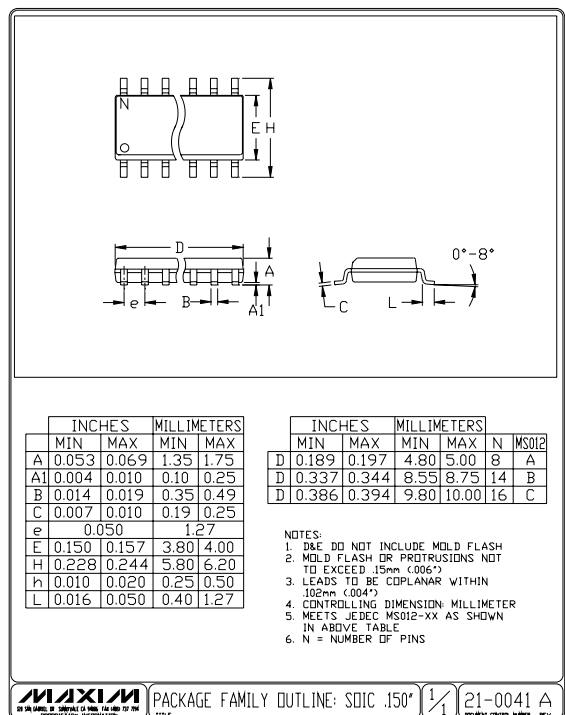 N
E H
D
0°-8°
A
e
B
A1
C
L
INCHES MILLIMETERS
MIN MAX MIN MAX
A 0.053 0.069 1.35 1.75
A1 0.004 0.010 0.10 0.25
B 0.014 0.019 0.35 0.49
C 0.007 0.010 0.19 0.25
e 0.050 1.27
E 0.150 0.157 3.80 4.00
H 0.228 0.244 5.80 6.20
h 0.010 0.020 0.25 0.50
L 0.016 0.050 0.40 1.27
INCHES MILLIMETERS
MIN MAX MIN MAX N MS012
D 0.189 0.197 4.80 5.00 8 A
D 0.337 0.344 8.55 8.75 14 B
D 0.386 0.394 9.80 10.00 16 C
NOTES:
1. D&E DO NOT INCLUDE MOLD FLASH
2. MOLD FLASH OR PROTRUSIONS NOT
TO EXCEED .15mm (.006")
3. LEADS TO BE COPLANAR WITHIN
.102mm (.004")
4. CONTROLLING DIMENSION: MILLIMETER
5. MEETS JEDEC MS012-XX AS SHOWN
IN ABOVE TABLE
6. N = NUMBER OF PINS
MAXIM
PACKAGE FAMILY OUTLINE: SOIC .150"
1/1
21-0041 A